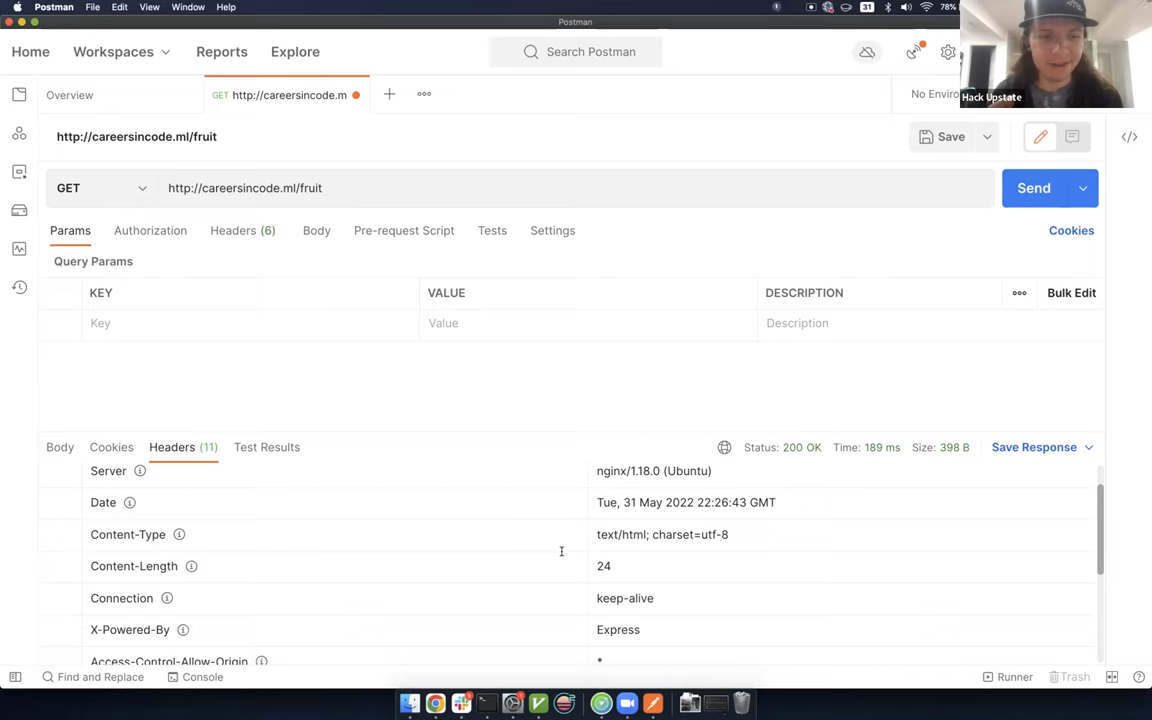 Postman File Edit View Window Help
31 78%
Postman
Home Workspaces Reports Explore Search Postman
Overview GET http://careersincode.m No Enviro
Hack Upstate
http://careersincode.ml/fruit Save </>
GET http://careersincode.ml/fruit Send
Params Authorization Headers (6) Body Pre-request Script Tests Settings Cookies
Query Params
KEY VALUE DESCRIPTION Bulk Edit
Key Value Description
Body Cookies Headers (11) Test Results Status: 200 OK Time: 189 ms Size: 398 B Save Response
Server nginx/1.18.0 (Ubuntu)
Date Tue, 31 May 2022 22:26:43 GMT
Content-Type text/html; charset=utf-8
Content-Length 24
Connection keep-alive
X-Powered-By Express
Access-Control-Allow-Origin *
Find and Replace Console Runner Trash